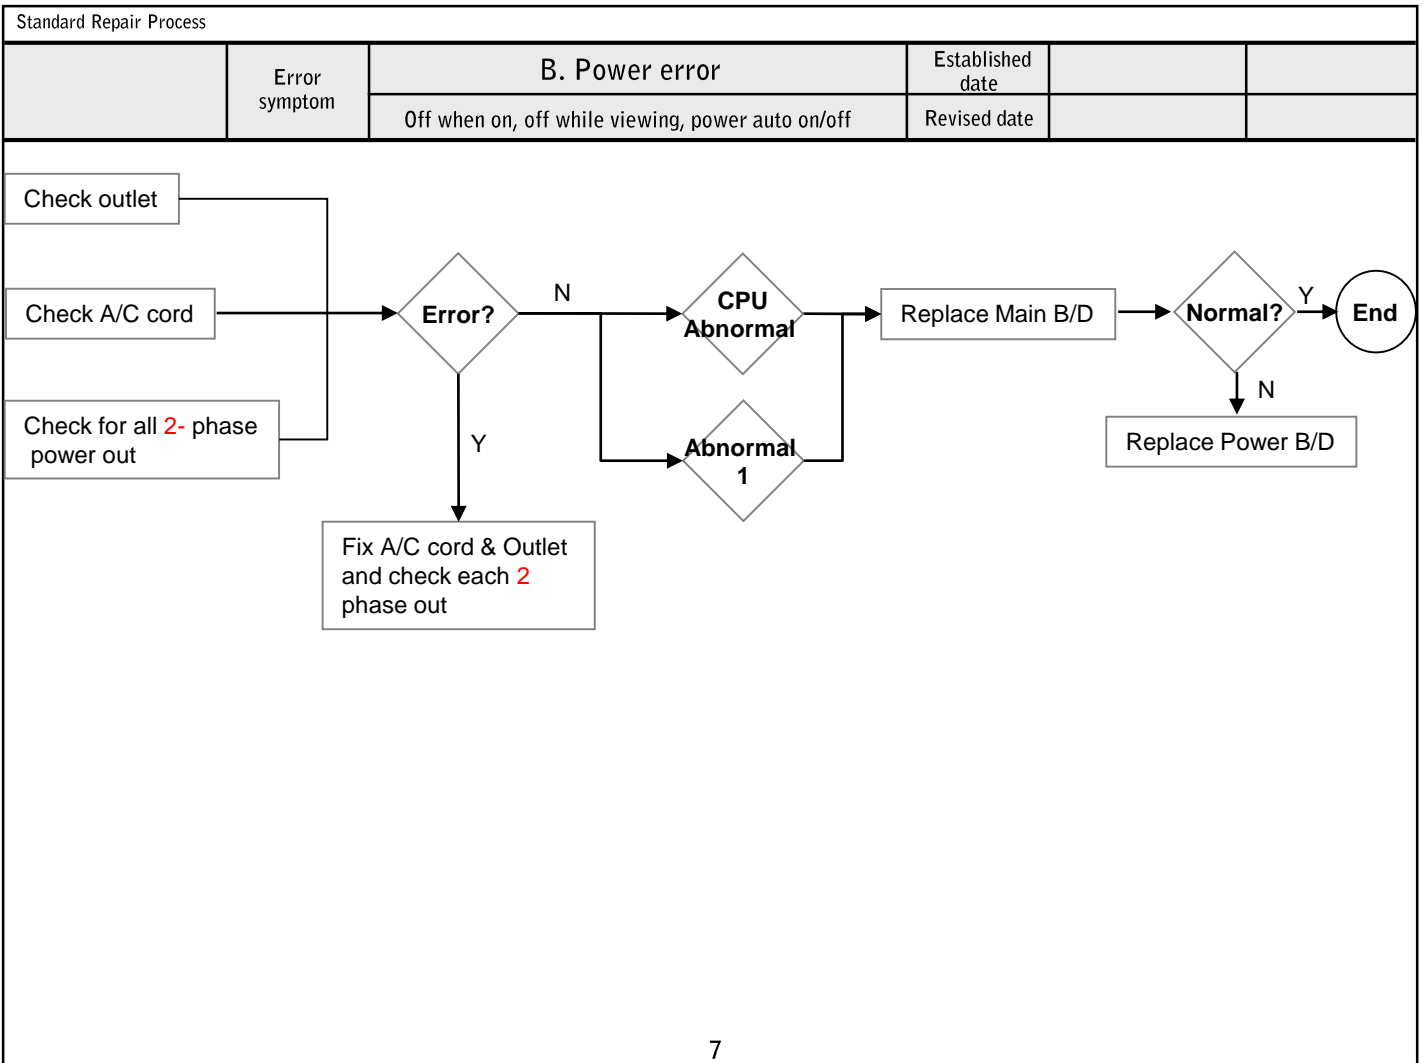 Standard Repair Process
Error
symptom
B. Power error
Established
date
Off when on, off while viewing, power auto on/off
Revised date
Check outlet
Check A/C cord
Check for all 2- phase
power out
Error?
N
Y
Fix A/C cord & Outlet
and check each 2
phase out
CPU
Abnormal
Abnormal
1
Replace Main B/D
Normal?
Y
End
N
Replace Power B/D
7